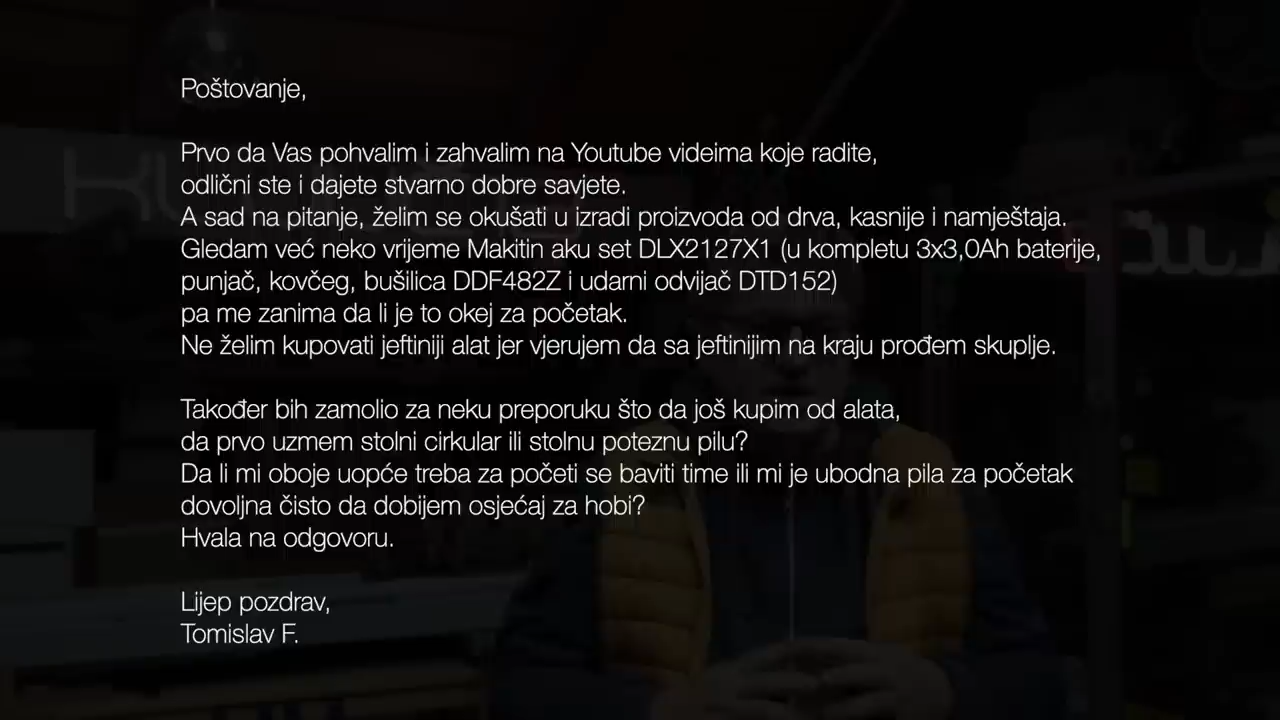 Poštovanje,
Prvo da Vas pohvalim i zahvalim na Youtube videima koje radite,
odlični ste i dajete stvarno dobre savjete.
A sad na pitanje, želim se okušati u izradi proizvoda od drva, kasnije i namještaja.
Gledam već neko vrijeme Makitin aku set DLX2127X1 (u kompletu 3x3,0Ah baterije,
punjač, kovčeg, bušilica DDF482Z i udarni odvijač DTD152)
pa me zanima da li je to okej za početak.
Ne želim kupovati jeftiniji alat jer vjerujem da sa jeftinijim na kraju prođem skuplje.
Također bih zamolio za neku preporuku što da još kupim od alata,
da prvo uzmem stolni cirkular ili stolnu poteznu pilu?
Da li mi oboje uopće treba za početi se baviti time ili mi je ubodna pila za početak
dovoljna čisto da dobijem osjećaj za hobi?
Hvala na odgovoru.
Lijep pozdrav,
Tomislav F.